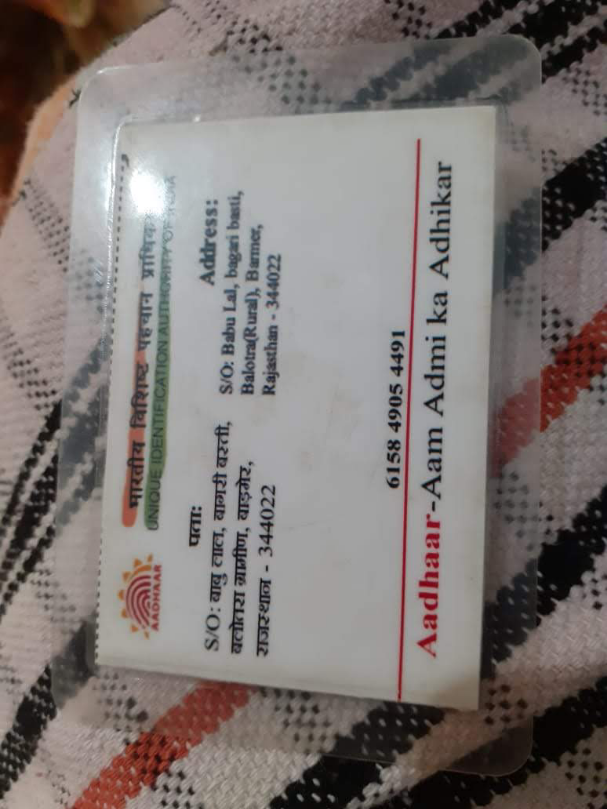 AADHAAR
भारतीय विशिष्ट पहचान
UNIQUE IDENTIFICATION AUTHORITY OF INDIA
पता:
S/O: बाबु लाल, बागरी बस्ती,
बलोतरा ग्रामीण, बाड़मेर,
राजस्थान - 344022
Address:
S/O: Babu Lal, bagari basti,
Balotra(Rural), Barmer,
Rajasthan - 344022
6158 4905 4491
Aadhaar-Aam Admi ka Adhikar